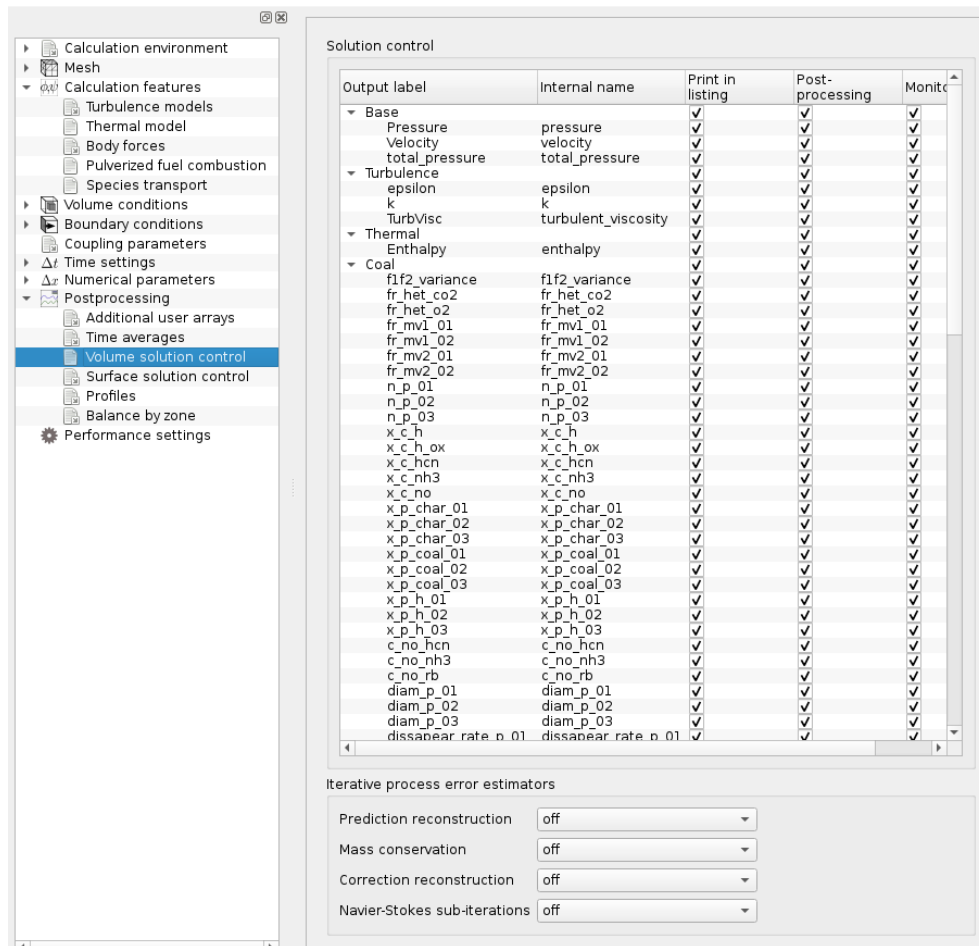 Calculation environment
Mesh
Calculation features
Turbulence models
Thermal model
Body forces
Pulverized fuel combustion
Species transport
Volume conditions
Boundary conditions
Coupling parameters
Δt Time settings
Δx Numerical parameters
Postprocessing
Additional user arrays
Time averages
Volume solution control
Surface solution control
Profiles
Balance by zone
Performance settings
Solution control
Output label Internal name Print in listing Post-processing Monitc
Base
Pressure pressure
Velocity velocity
total_pressure total_pressure
Turbulence
epsilon epsilon
k k
TurbVisc turbulent_viscosity
Thermal
Enthalpy enthalpy
Coal
f1f2_variance f1f2_variance
fr_het_co2 fr_het_co2
fr_het_o2 fr_het_o2
fr_mv1_01 fr_mv1_01
fr_mv1_02 fr_mv1_02
fr_mv2_01 fr_mv2_01
fr_mv2_02 fr_mv2_02
n_p_01 n_p_01
n_p_02 n_p_02
n_p_03 n_p_03
x_c_h x_c_h
x_c_h_ox x_c_h_ox
x_c_hcn x_c_hcn
x_c_nh3 x_c_nh3
x_c_no x_c_no
x_p_char_01 x_p_char_01
x_p_char_02 x_p_char_02
x_p_char_03 x_p_char_03
x_p_coal_01 x_p_coal_01
x_p_coal_02 x_p_coal_02
x_p_coal_03 x_p_coal_03
x_p_h_01 x_p_h_01
x_p_h_02 x_p_h_02
x_p_h_03 x_p_h_03
c_no_hcn c_no_hcn
c_no_nh3 c_no_nh3
c_no_rb c_no_rb
diam_p_01 diam_p_01
diam_p_02 diam_p_02
diam_p_03 diam_p_03
dissapear_rate_p_01 dissapear_rate_p_01
Iterative process error estimators
Prediction reconstruction off
Mass conservation off
Correction reconstruction off
Navier-Stokes sub-iterations off